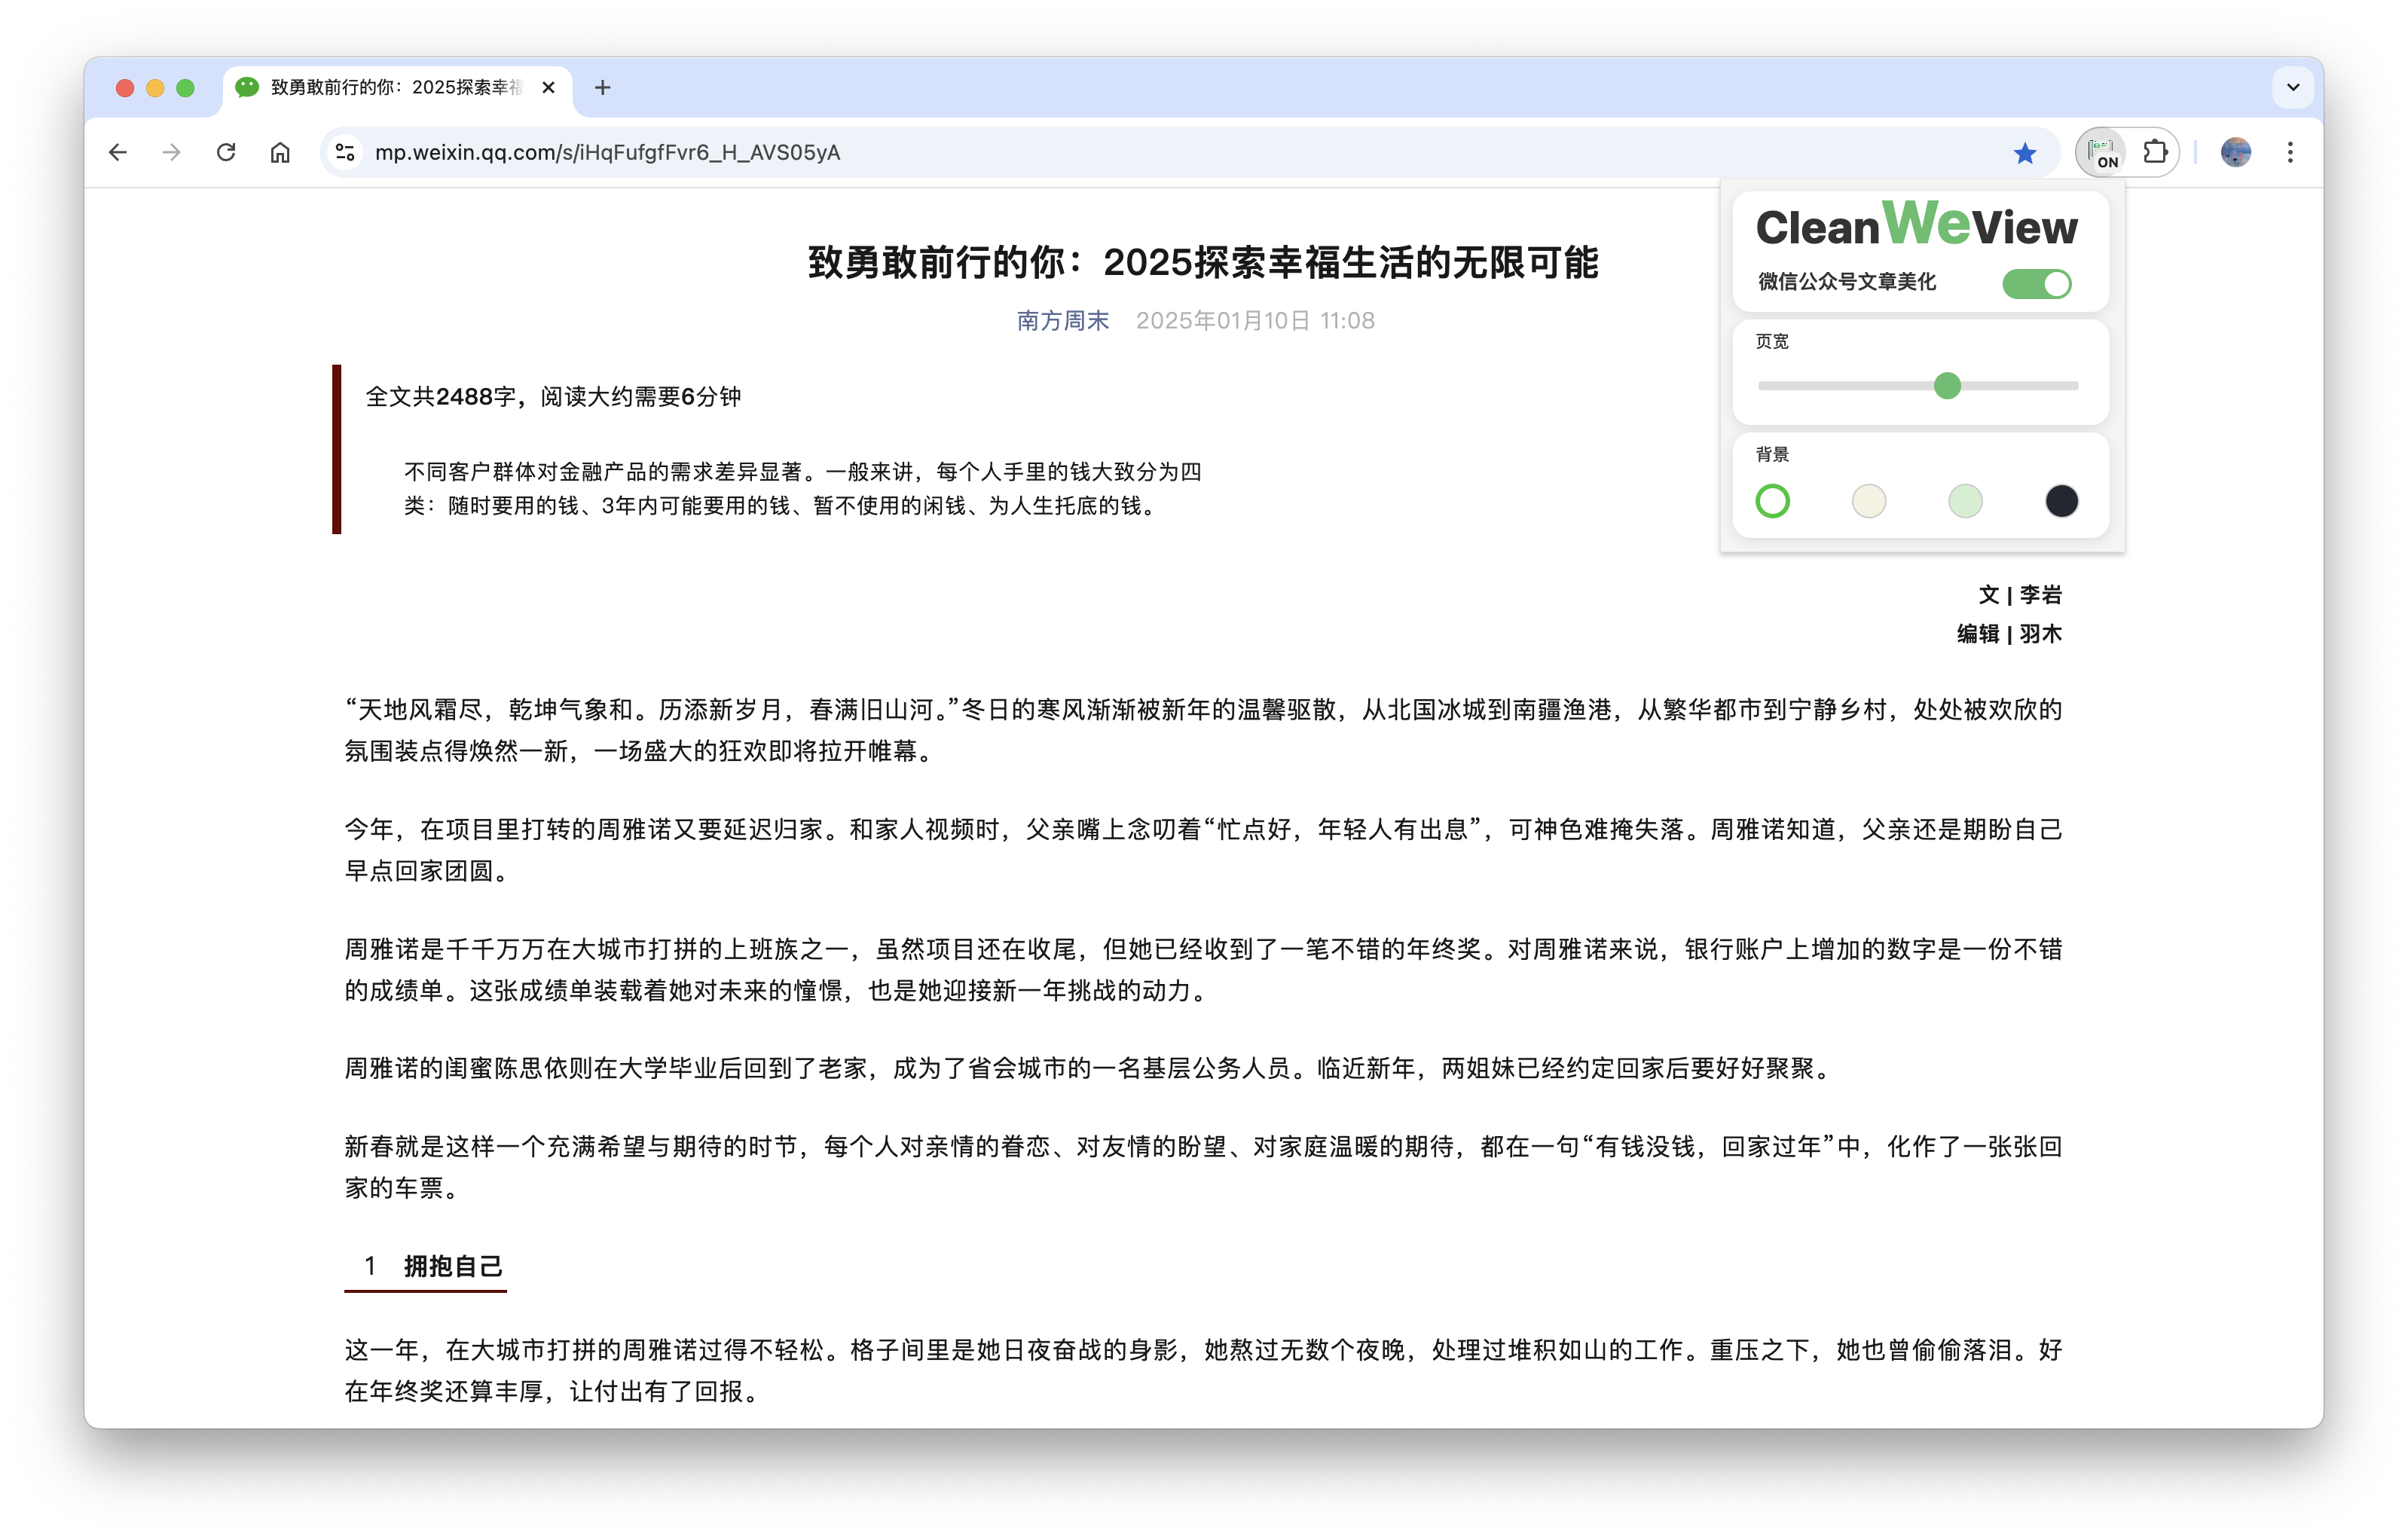 致勇敢前行的你：2025探索幸福
mp.weixin.qq.com/s/iHqFufgfFvr6_H_AVS05yA
ON
CleanWeView
微信公众号文章美化
页宽
背景
致勇敢前行的你：2025探索幸福生活的无限可能
南方周末 2025年01月10日 11:08
全文共2488字，阅读大约需要6分钟
不同客户群体对金融产品的需求差异显著。一般来讲，每个人手里的钱大致分为四
类：随时要用的钱、3年内可能要用的钱、暂不使用的闲钱、为人生托底的钱。
文 | 李岩
编辑 | 羽木
“天地风霜尽，乾坤气象和。历添新岁月，春满旧山河。”冬日的寒风渐渐被新年的温馨驱散，从北国冰城到南疆渔港，从繁华都市到宁静乡村，处处被欢欣的
氛围装点得焕然一新，一场盛大的狂欢即将拉开帷幕。
今年，在项目里打转的周雅诺又要延迟归家。和家人视频时，父亲嘴上念叨着“忙点好，年轻人有出息”，可神色难掩失落。周雅诺知道，父亲还是期盼自己
早点回家团圆。
周雅诺是千千万万在大城市打拼的上班族之一，虽然项目还在收尾，但她已经收到了一笔不错的年终奖。对周雅诺来说，银行账户上增加的数字是一份不错
的成绩单。这张成绩单装载着她对未来的憧憬，也是她迎接新一年挑战的动力。
周雅诺的闺蜜陈思依则在大学毕业后回到了老家，成为了省会城市的一名基层公务人员。临近新年，两姐妹已经约定回家后要好好聚聚。
新春就是这样一个充满希望与期待的时节，每个人对亲情的眷恋、对友情的盼望、对家庭温暖的期待，都在一句“有钱没钱，回家过年”中，化作了一张张回
家的车票。
1 拥抱自己
这一年，在大城市打拼的周雅诺过得不轻松。格子间里是她日夜奋战的身影，她熬过无数个夜晚，处理过堆积如山的工作。重压之下，她也曾偷偷落泪。好
在年终奖还算丰厚，让付出有了回报。